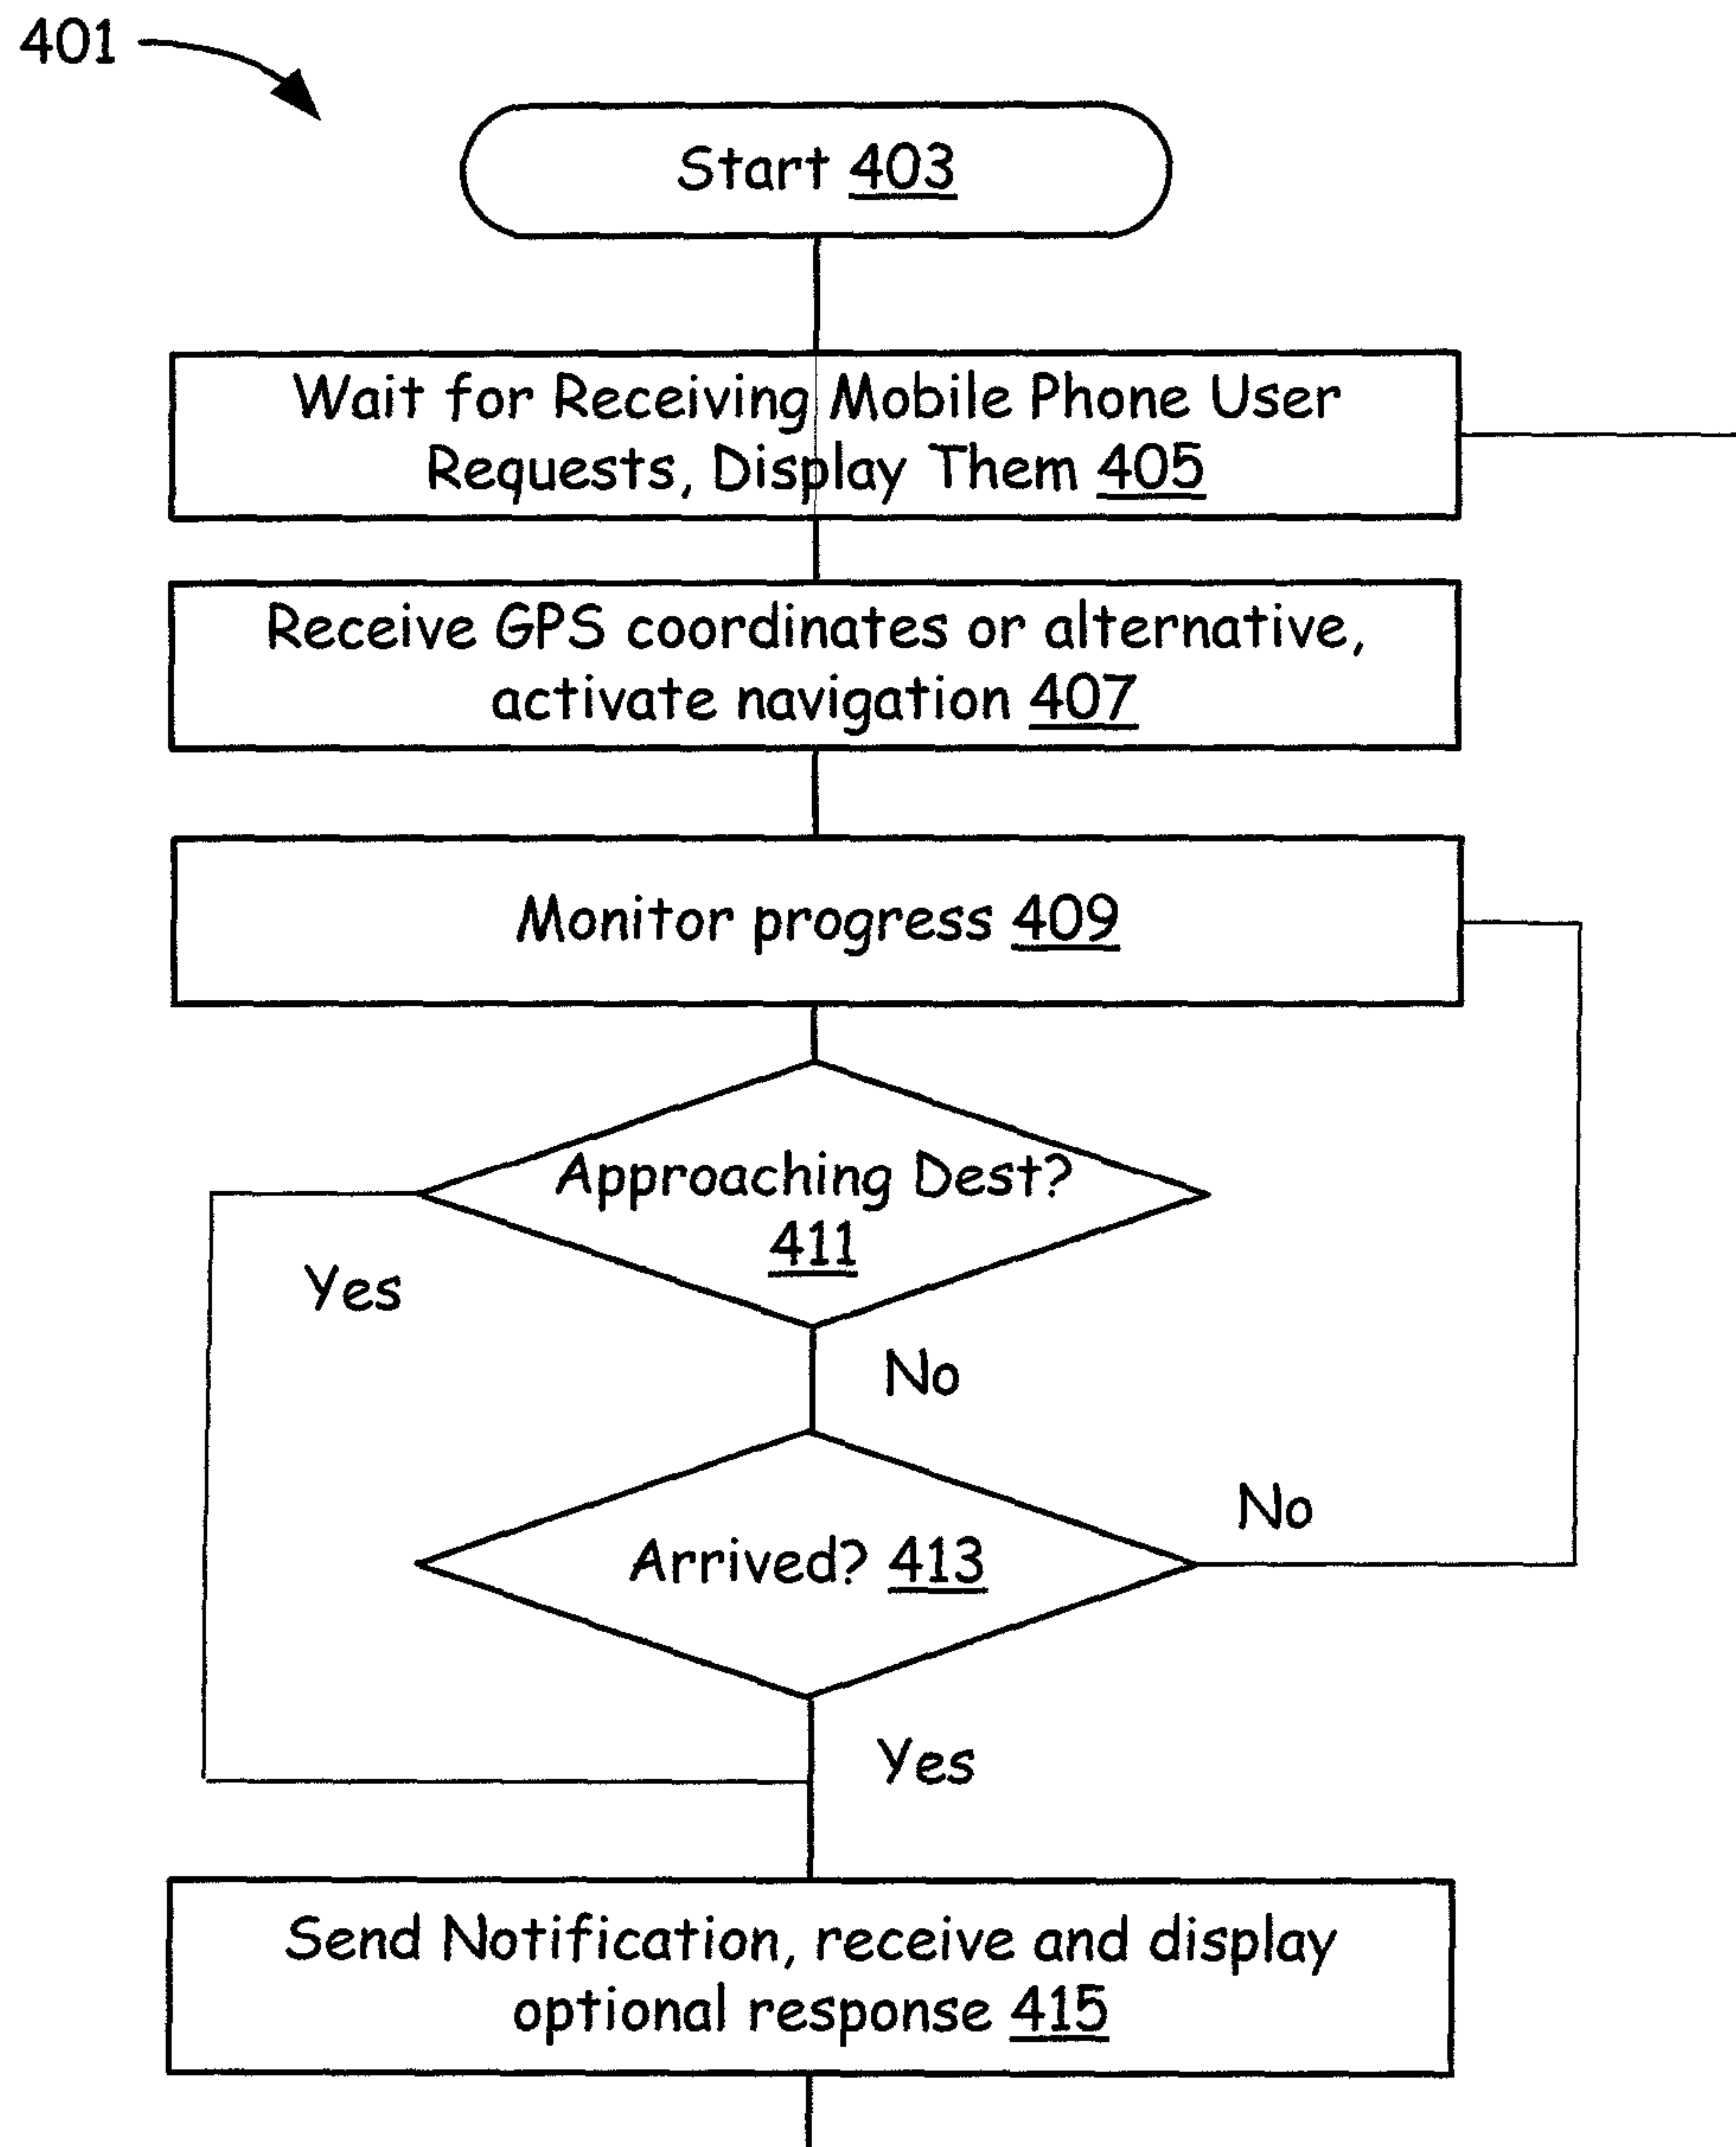 401
Start 403
Wait for Receiving Mobile Phone User
Requests, Display Them 405
Receive GPS coordinates or alternative,
activate navigation 407
Monitor progress 409
Approaching Dest?
411
Yes
No
Arrived? 413
No
Yes
Send Notification, receive and display
optional response 415